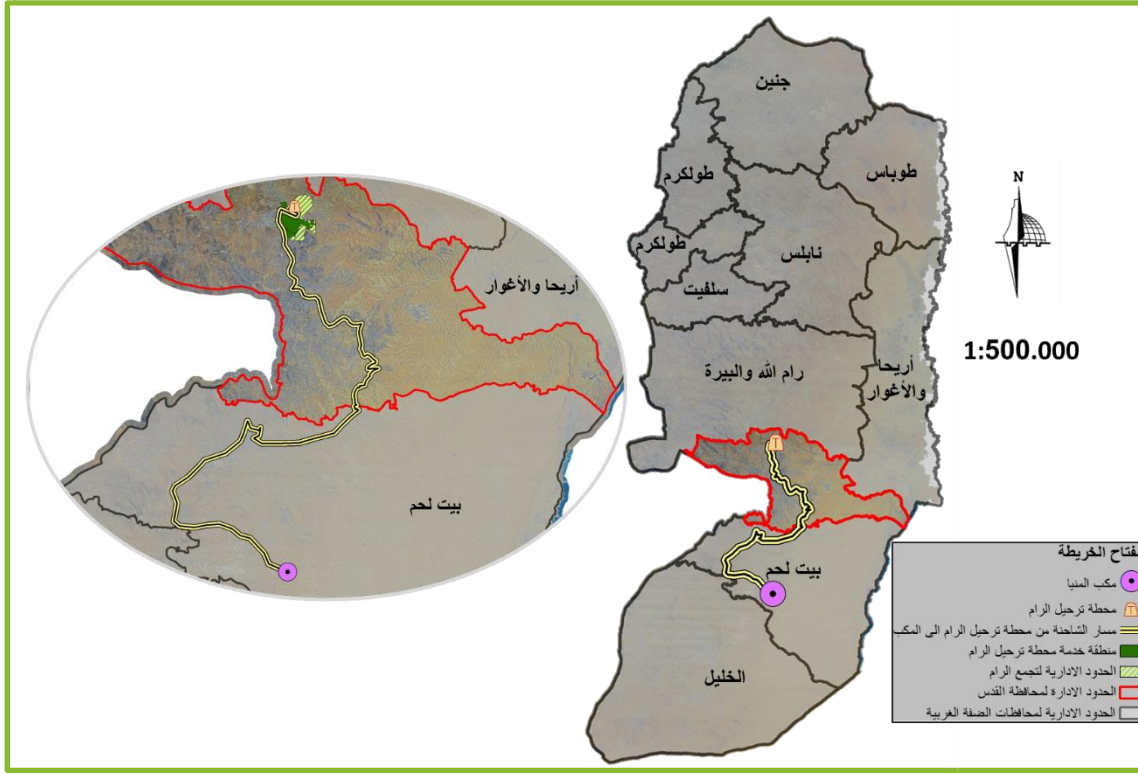 جنين
طوباس
طولكرم
نابلس
طولكرم
سلفيت
رام الله والبيرة
أريحا
والأغوار
بيت لحم
الخليل
أريحا والأغوار
بيت لحم
N
1:500.000
مفتاح الخريطة
مكب المنيا
محطة ترحيل الرام
مسار الشاحنة من محطة ترحيل الرام الى المكب
منطقة خدمة محطة ترحيل الرام
الحدود الادارية لتجمع الرام
الحدود الادارة لمحافظة القدس
الحدود الادارية لمحافظات الضفة الغربية